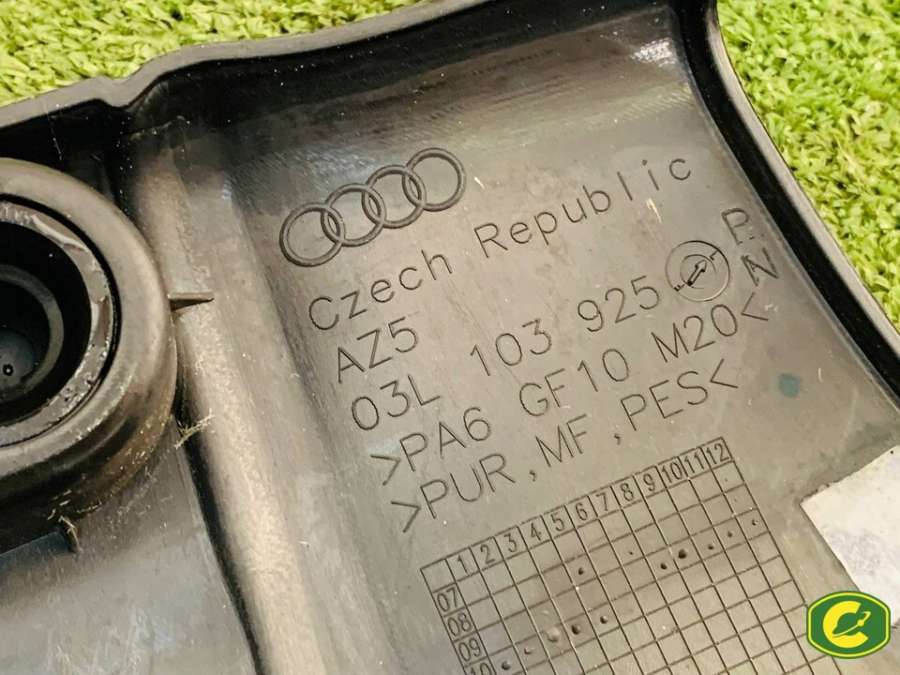 Czech Republic
AZ5
03L 103 925 P N
>PA6 GF10 M20<
>PUR,MF,PES<
1 2 3 4 5 6 7 8 9 10 11 12
07
08
09
10